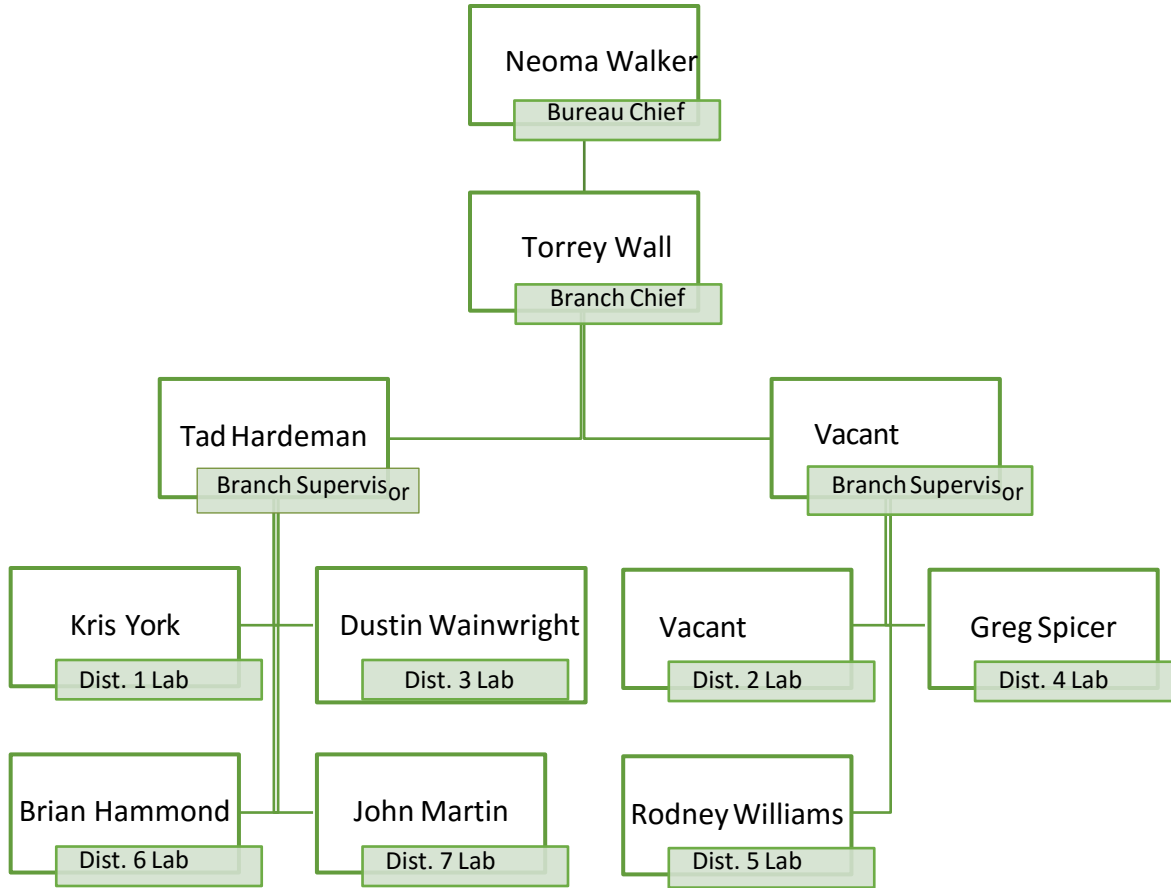 Neoma Walker
Bureau Chief
Torrey Wall
Branch Chief
Tad Hardeman
Branch Supervisor
Vacant
Branch Supervisor
Kris York
Dist. 1 Lab
Dustin Wainwright
Dist. 3 Lab
Vacant
Dist. 2 Lab
Greg Spicer
Dist. 4 Lab
Brian Hammond
Dist. 6 Lab
John Martin
Dist. 7 Lab
Rodney Williams
Dist. 5 Lab